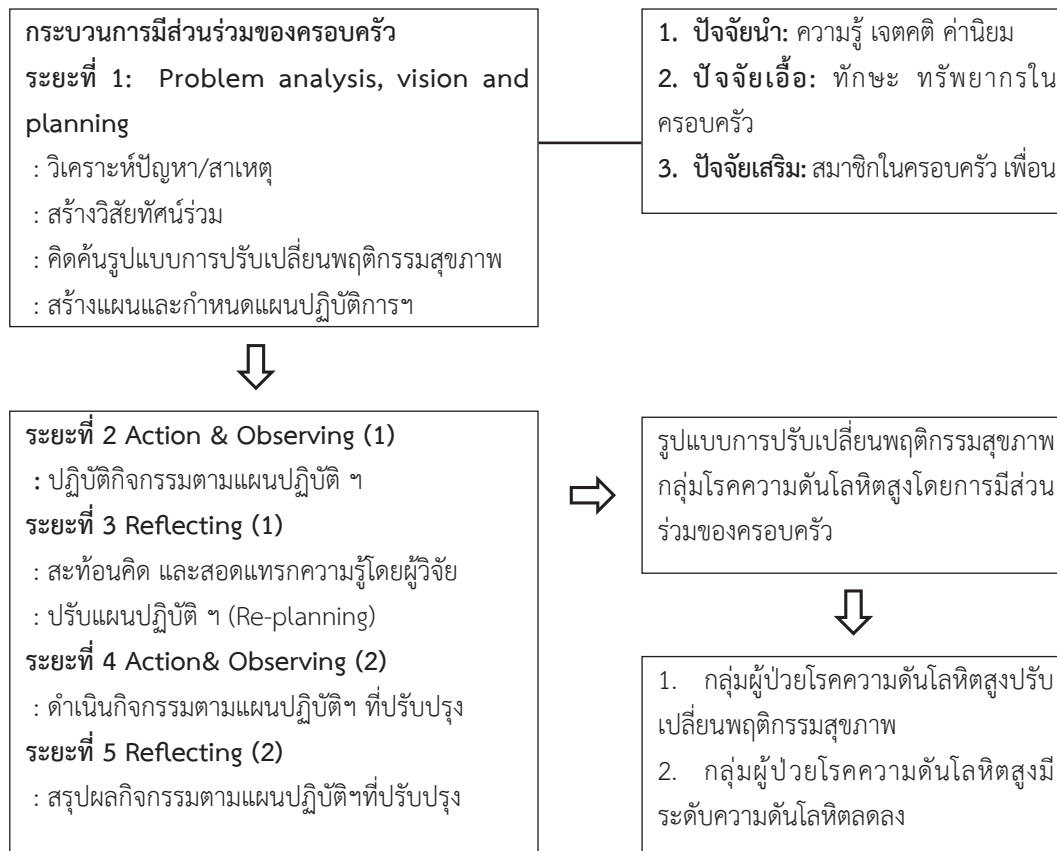 กระบวนการมีส่วนร่วมของครอบครัว
ระยะที่ 1: Problem analysis, vision and
planning
: วิเคราะห์ปัญหา/สาเหตุ
: สร้างวิสัยทัศน์ร่วม
: คิดค้นรูปแบบการปรับเปลี่ยนพฤติกรรมสุขภาพ
: สร้างแผนและกำหนดแผนปฏิบัติการฯ
1. ปัจจัยนำ: ความรู้ เจตคติ ค่านิยม
2. ปัจจัยเอื้อ: ทักษะ ทรัพยากรใน
ครอบครัว
3. ปัจจัยเสริม: สมาชิกในครอบครัว เพื่อน
ระยะที่ 2 Action & Observing (1)
: ปฏิบัติกิจกรรมตามแผนปฏิบัติ ฯ
ระยะที่ 3 Reflecting (1)
: สะท้อนคิด และสอดแทรกความรู้โดยผู้วิจัย
: ปรับแผนปฏิบัติ ฯ (Re-planning)
ระยะที่ 4 Action& Observing (2)
: ดำเนินกิจกรรมตามแผนปฏิบัติฯ ที่ปรับปรุง
ระยะที่ 5 Reflecting (2)
: สรุปผลกิจกรรมตามแผนปฏิบัติฯที่ปรับปรุง
รูปแบบการปรับเปลี่ยนพฤติกรรมสุขภาพ
กลุ่มโรคความดันโลหิตสูงโดยการมีส่วน
ร่วมของครอบครัว
1. กลุ่มผู้ป่วยโรคความดันโลหิตสูงปรับ
เปลี่ยนพฤติกรรมสุขภาพ
2. กลุ่มผู้ป่วยโรคความดันโลหิตสูงมี
ระดับความดันโลหิตลดลง